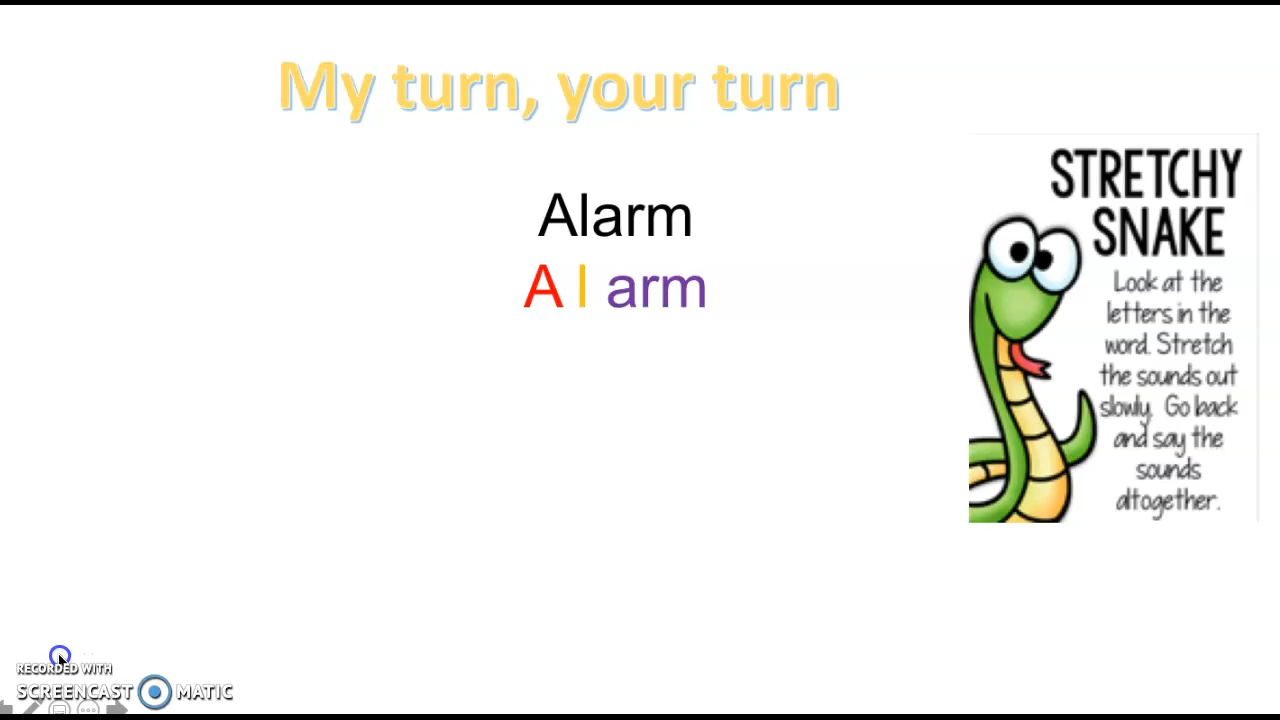 My turn, your turn
Alarm
A l arm
STRETCHY
SNAKE
Look at the
letters in the
word. Stretch
the sounds out
slowly. Go back
and say the
sounds
altogether.
RECORDED WITH
SCREENCAST MATIC